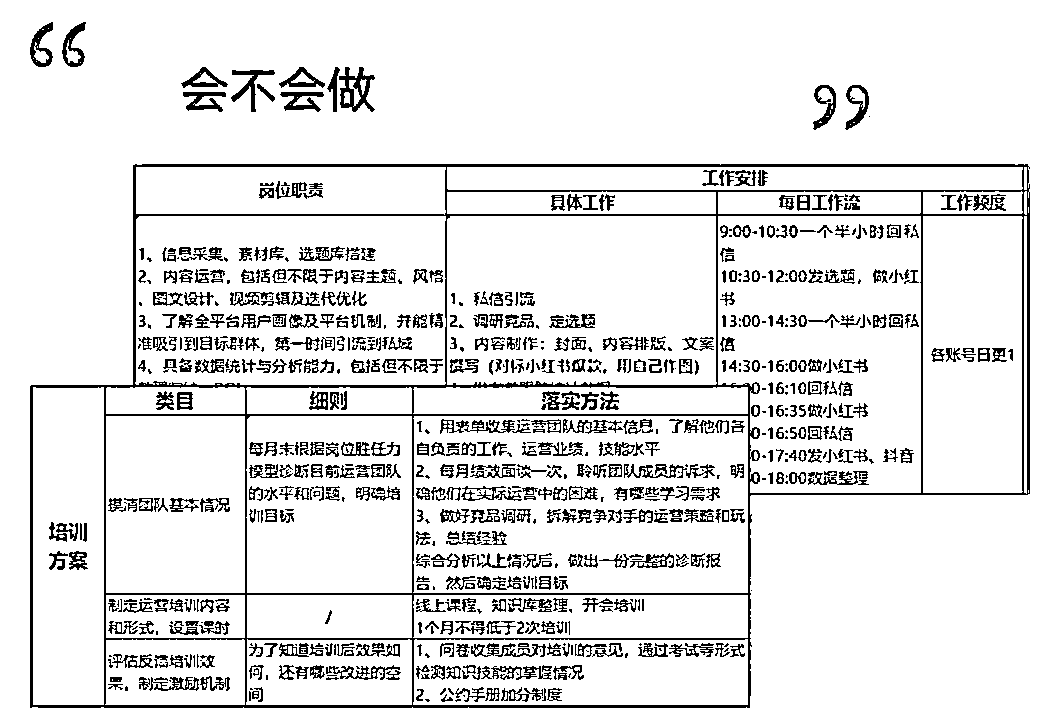 “
会不会做
”
岗位职责
工作安排
具体工作
每日工作流
工作频度
1、信息采集、素材库、选题库搭建
2、内容运营，包括但不限于内容主题、风格
、图文设计、视频剪辑及迭代优化
3、了解全平台用户画像及平台机制，并能精
准吸引到目标群体，第一时间引流到私域
4、具备数据统计与分析能力，包括但不限于
1、私信引流
2、调研竞品、定选题
3、内容制作：封面、内容排版、文案
撰写（对标小红书爆款，用自己作图）
9:00-10:30一个半小时回私
信
10:30-12:00发选题，做小红
书
13:00-14:30一个半小时回私
信
14:30-16:00做小红书
0-16:10回私信
0-16:35做小红书
0-16:50回私信
0-17:40发小红书、抖音
0-18:00数据整理
各账号日更1
培训
方案
类目
细则
落实方法
摸清团队基本情况
每月末根据岗位胜任力
模型诊断目前运营团队
的水平和问题，明确培
训目标
1、用表单收集运营团队的基本信息，了解他们各
自负责的工作、运营业绩，技能水平
2、每月绩效面谈一次，聆听团队成员的诉求，明
确他们在实际运营中的困难，有哪些学习需求
3、做好竞品调研，拆解竞争对手的运营策略和玩
法，总结经验
综合分析以上情况后，做出一份完整的诊断报
告，然后确定培训目标
制定运营培训内容
和形式，设置课时
/
线上课程、知识库整理、开会培训
1个月不得低于2次培训
评估反馈培训效
果，制定激励机制
为了知道培训后效果如
何，还有哪些改进的空
间
1、问卷收集成员对培训的意见，通过考试等形式
检测知识技能的掌握情况
2、公约手册加分制度